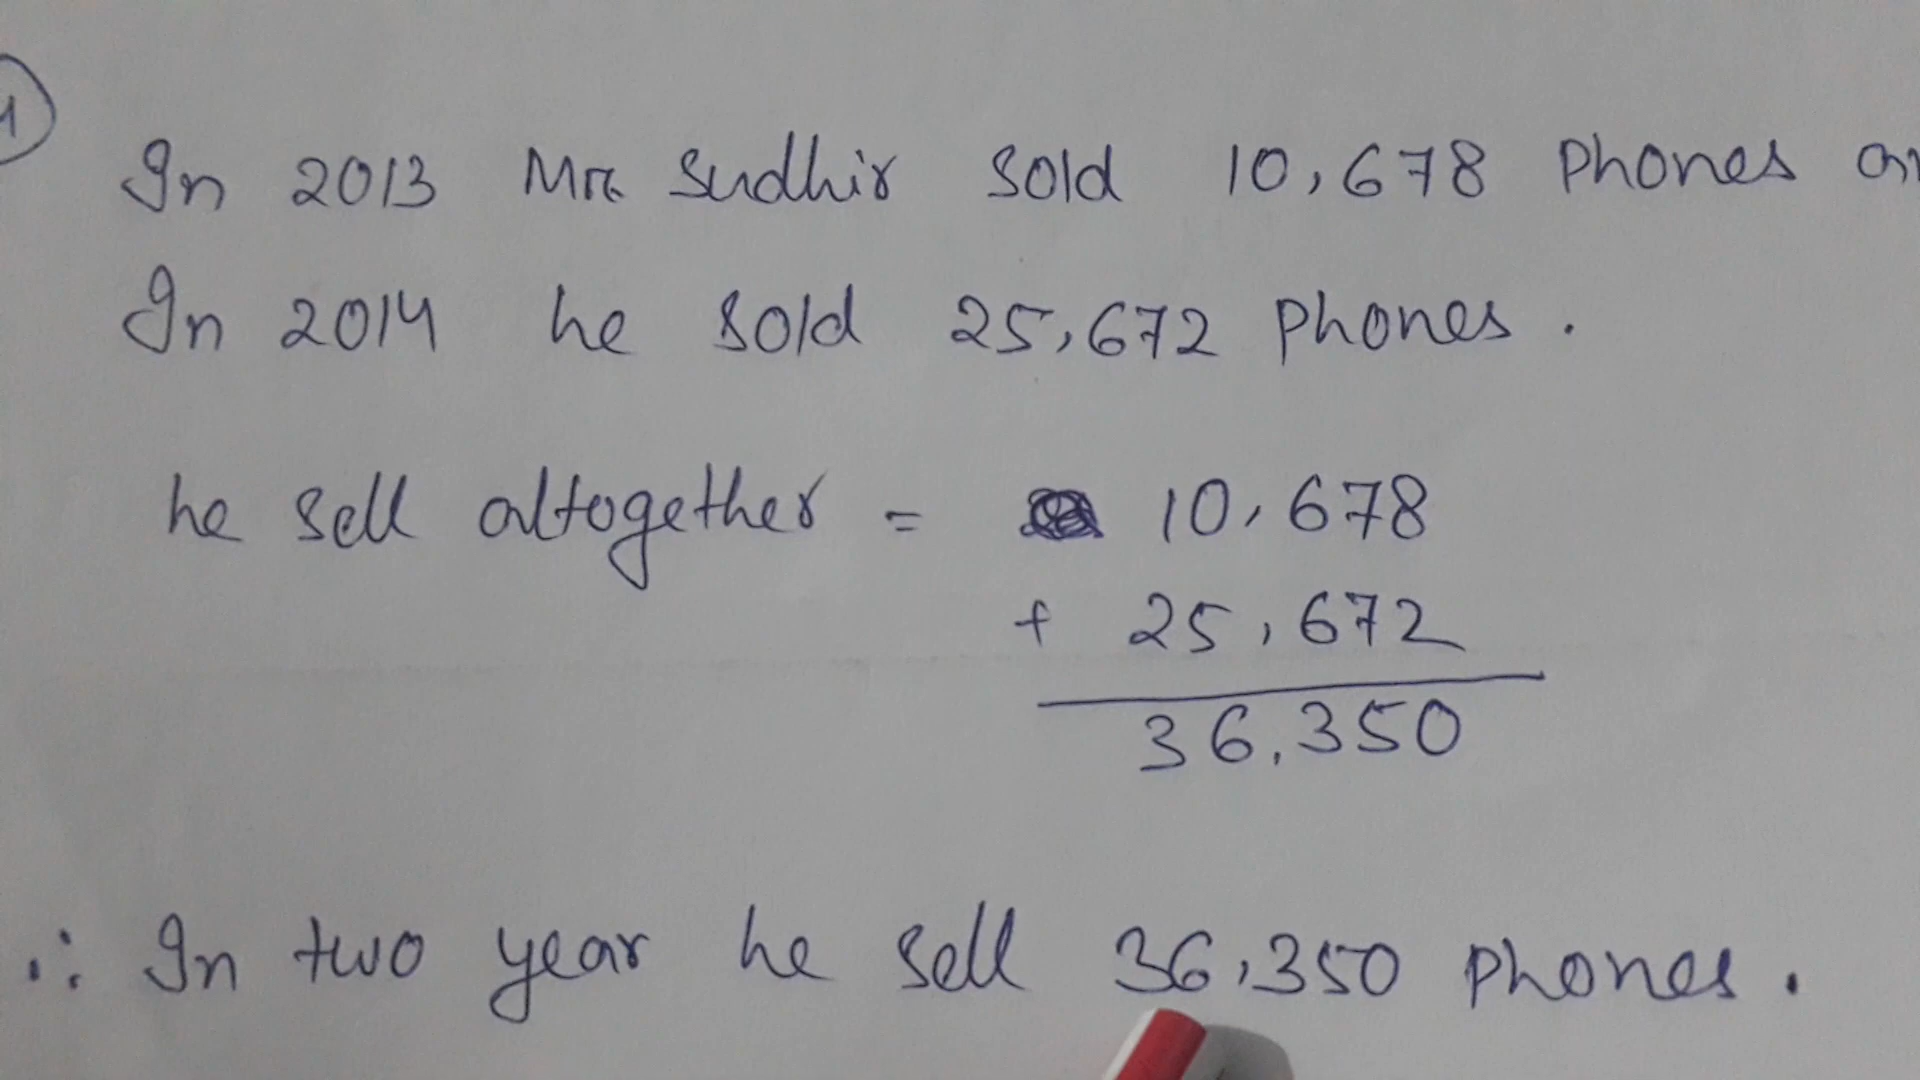 1
In 2013 Mr. Sudhir Sold 10,678 Phones an
In 2014 he sold 25,672 Phones.
he sell altogether = 10,678
+ 25,672
36,350
∴ In two year he sell 36,350 phones.